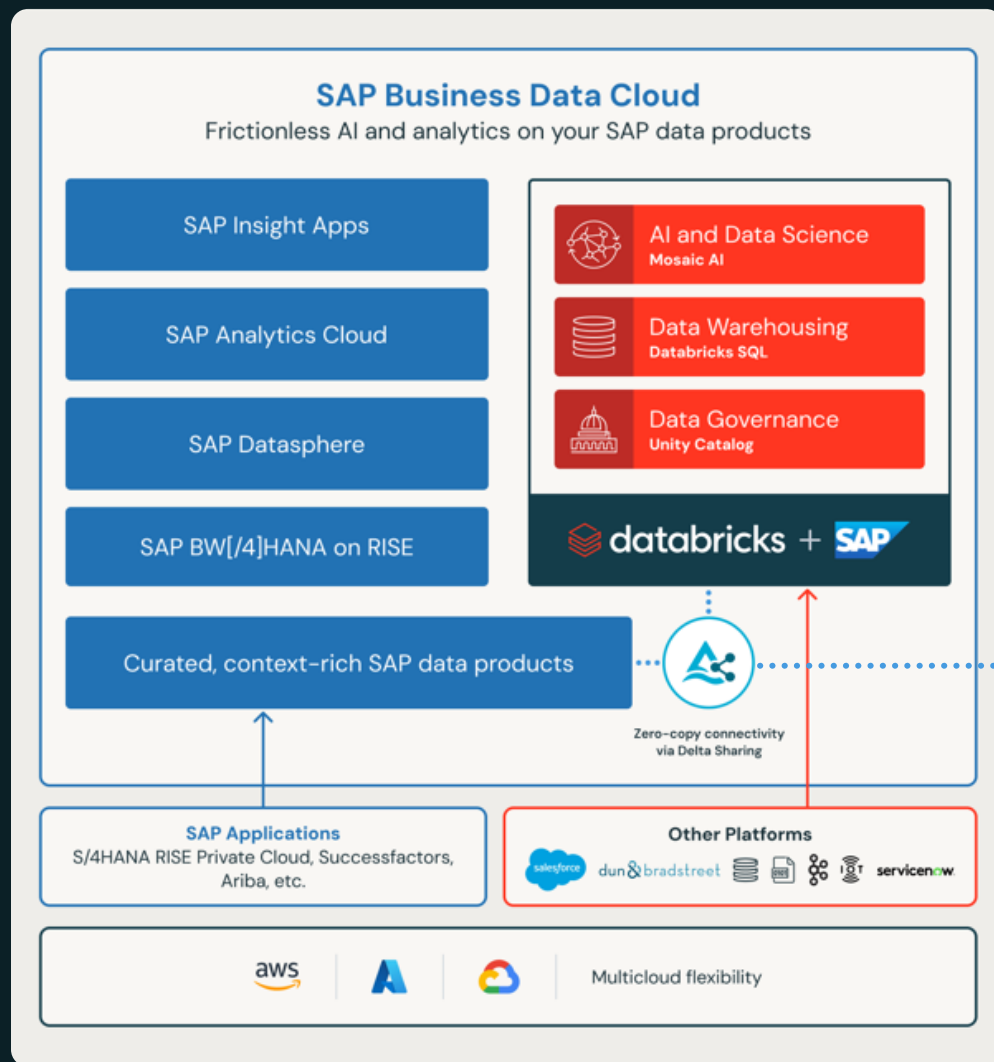 SAP Business Data Cloud
Frictionless AI and analytics on your SAP data products
SAP Insight Apps
SAP Analytics Cloud
SAP Datasphere
SAP BW[/4]HANA on RISE
AI and Data Science
Mosaic AI
Data Warehousing
Databricks SQL
Data Governance
Unity Catalog
databricks + SAP
Curated, context-rich SAP data products
Zero-copy connectivity
via Delta Sharing
SAP Applications
S/4HANA RISE Private Cloud, Successfactors,
Ariba, etc.
Other Platforms
salesforce dun & bradstreet IOT servicenow
aws Multicloud flexibility